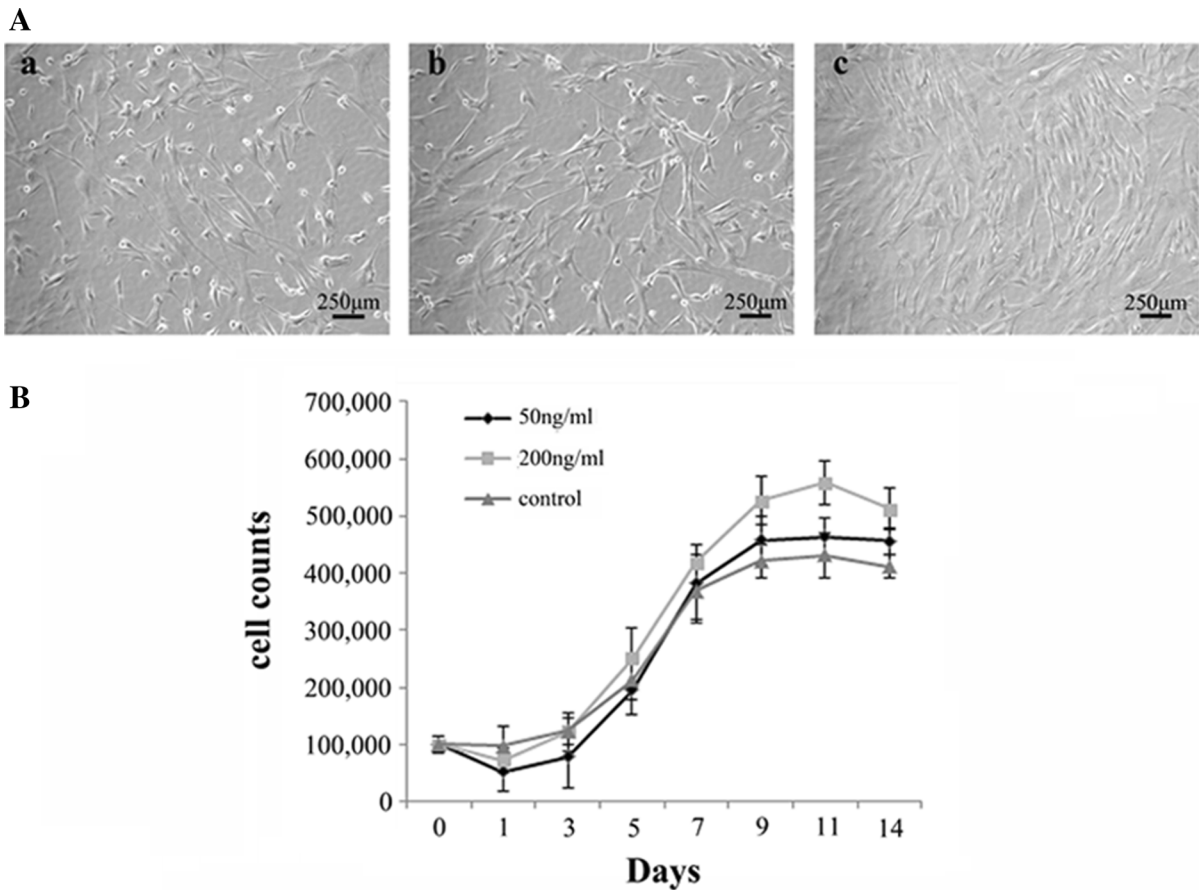 A
a
b
c
250μm
250μm
250μm
B
700,000
600,000
500,000
400,000
300,000
200,000
100,000
0
cell counts
50ng/ml
200ng/ml
control
0 1 3 5 7 9 11 14
Days